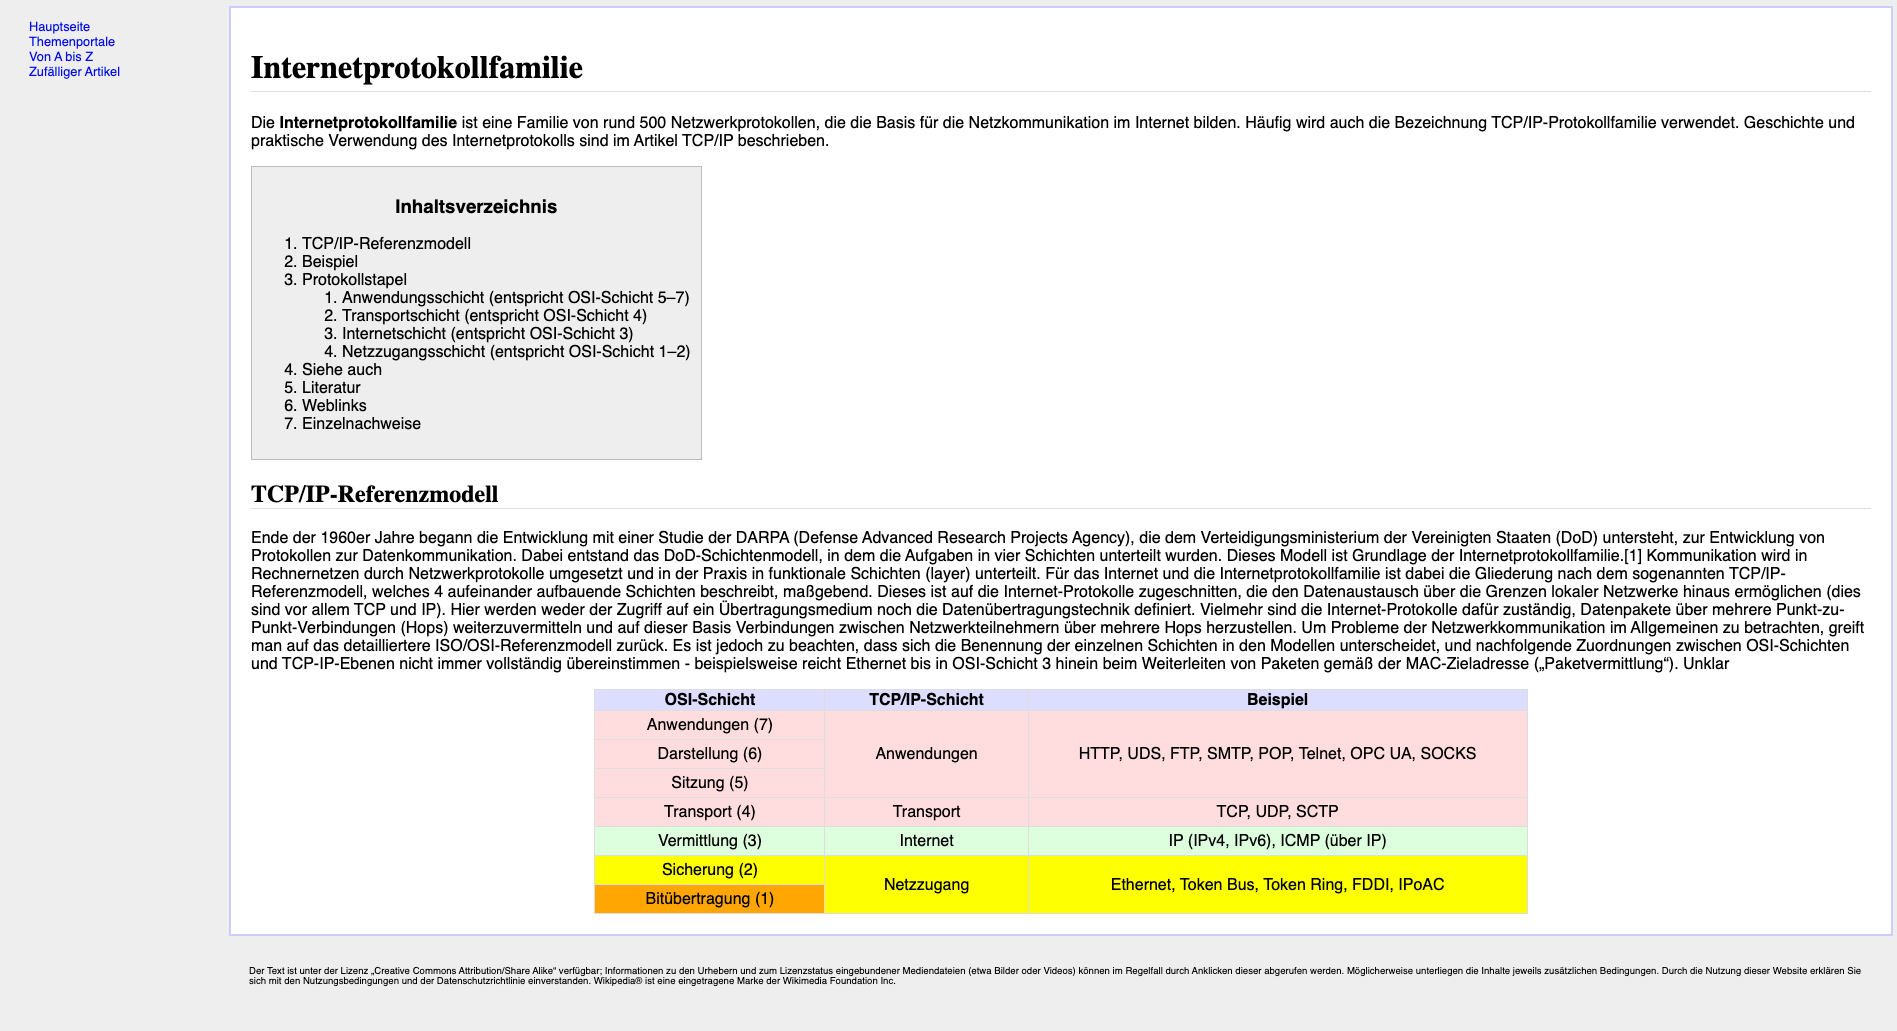 Hauptseite
Themenportale
Von A bis Z
Zufälliger Artikel
Internetprotokollfamilie
Die Internetprotokollfamilie ist eine Familie von rund 500 Netzwerkprotokollen, die die Basis für die Netzkommunikation im Internet bilden. Häufig wird auch die Bezeichnung TCP/IP-Protokollfamilie verwendet. Geschichte und
praktische Verwendung des Internetprotokolls sind im Artikel TCP/IP beschrieben.
Inhaltsverzeichnis
1. TCP/IP-Referenzmodell
2. Beispiel
3. Protokollstapel
1. Anwendungsschicht (entspricht OSI-Schicht 5–7)
2. Transportschicht (entspricht OSI-Schicht 4)
3. Internetschicht (entspricht OSI-Schicht 3)
4. Netzzugangsschicht (entspricht OSI-Schicht 1–2)
4. Siehe auch
5. Literatur
6. Weblinks
7. Einzelnachweise
TCP/IP-Referenzmodell
Ende der 1960er Jahre begann die Entwicklung mit einer Studie der DARPA (Defense Advanced Research Projects Agency), die dem Verteidigungsministerium der Vereinigten Staaten (DoD) untersteht, zur Entwicklung von
Protokollen zur Datenkommunikation. Dabei entstand das DoD-Schichtenmodell, in dem die Aufgaben in vier Schichten unterteilt wurden. Dieses Modell ist Grundlage der Internetprotokollfamilie.[1] Kommunikation wird in
Rechnernetzen durch Netzwerkprotokolle umgesetzt und in der Praxis in funktionale Schichten (layer) unterteilt. Für das Internet und die Internetprotokollfamilie ist dabei die Gliederung nach dem sogenannten TCP/IP-
Referenzmodell, welches 4 aufeinander aufbauende Schichten beschreibt, maßgebend. Dieses ist auf die Internet-Protokolle zugeschnitten, die den Datenaustausch über die Grenzen lokaler Netzwerke hinaus ermöglichen (dies
sind vor allem TCP und IP). Hier werden weder der Zugriff auf ein Übertragungsmedium noch die Datenübertragungstechnik definiert. Vielmehr sind die Internet-Protokolle dafür zuständig, Datenpakete über mehrere Punkt-zu-
Punkt-Verbindungen (Hops) weiterzuvermitteln und auf dieser Basis Verbindungen zwischen Netzwerkteilnehmern über mehrere Hops herzustellen. Um Probleme der Netzwerkkommunikation im Allgemeinen zu betrachten, greift
man auf das detailliertere ISO/OSI-Referenzmodell zurück. Es ist jedoch zu beachten, dass sich die Benennung der einzelnen Schichten in den Modellen unterscheidet, und nachfolgende Zuordnungen zwischen OSI-Schichten
und TCP-IP-Ebenen nicht immer vollständig übereinstimmen - beispielsweise reicht Ethernet bis in OSI-Schicht 3 hinein beim Weiterleiten von Paketen gemäß der MAC-Zieladresse („Paketvermittlung“). Unklar
OSI-Schicht TCP/IP-Schicht Beispiel
Anwendungen (7)
Darstellung (6) Anwendungen HTTP, UDS, FTP, SMTP, POP, Telnet, OPC UA, SOCKS
Sitzung (5)
Transport (4) Transport TCP, UDP, SCTP
Vermittlung (3) Internet IP (IPv4, IPv6), ICMP (über IP)
Sicherung (2)
Netzzugang Ethernet, Token Bus, Token Ring, FDDI, IPoAC
Bitübertragung (1)
Der Text ist unter der Lizenz „Creative Commons Attribution/Share Alike“ verfügbar; Informationen zu den Urhebern und zum Lizenzstatus eingebundener Mediendateien (etwa Bilder oder Videos) können im Regelfall durch Anklicken dieser abgerufen werden. Möglicherweise unterliegen die Inhalte jeweils zusätzlichen Bedingungen. Durch die Nutzung dieser Website erklären Sie
sich mit den Nutzungsbedingungen und der Datenschutzrichtlinie einverstanden. Wikipedia® ist eine eingetragene Marke der Wikimedia Foundation Inc.